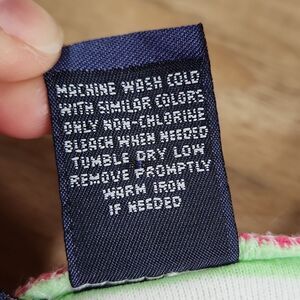 MACHINE WASH COLD
WITH SIMILAR COLORS
ONLY NON-CHLORINE
BLEACH WHEN NEEDED
TUMBLE DRY LOW
REMOVE PROMPTLY
WARM IRON
IF NEEDED